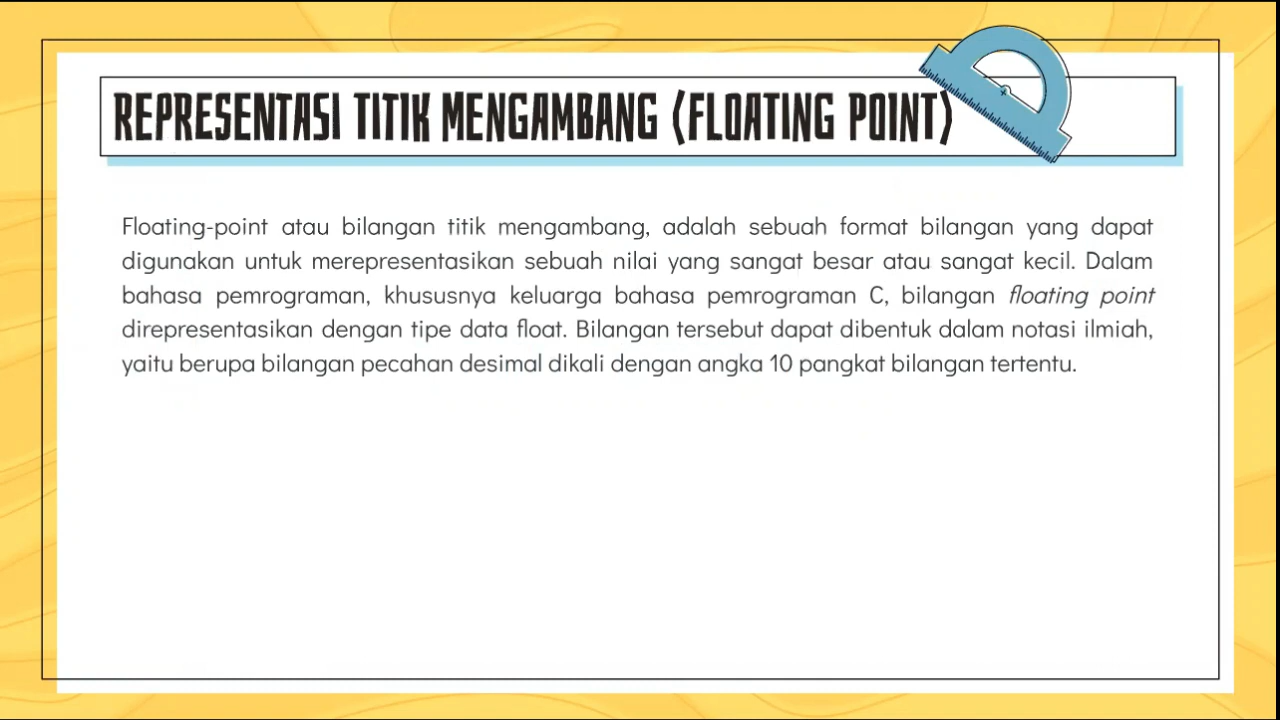 REPRESENTASI TITIK MENGAMBANG (FLOATING POINT)
Floating-point atau bilangan titik mengambang, adalah sebuah format bilangan yang dapat
digunakan untuk merepresentasikan sebuah nilai yang sangat besar atau sangat kecil. Dalam
bahasa pemrograman, khususnya keluarga bahasa pemrograman C, bilangan floating point
direpresentasikan dengan tipe data float. Bilangan tersebut dapat dibentuk dalam notasi ilmiah,
yaitu berupa bilangan pecahan desimal dikali dengan angka 10 pangkat bilangan tertentu.